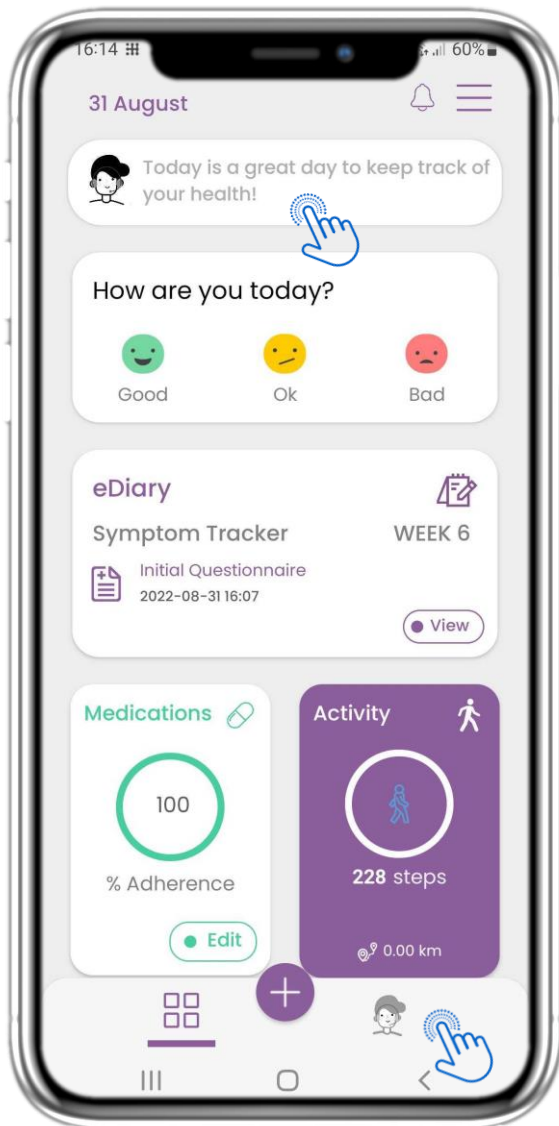 16:14
60%
31 August
Today is a great day to keep track of
your health!
How are you today?
Good
Ok
Bad
eDiary
Symptom Tracker
WEEK 6
Initial Questionnaire
2022-08-31 16:07
View
Medications
100
% Adherence
Edit
Activity
228 steps
0.00 km